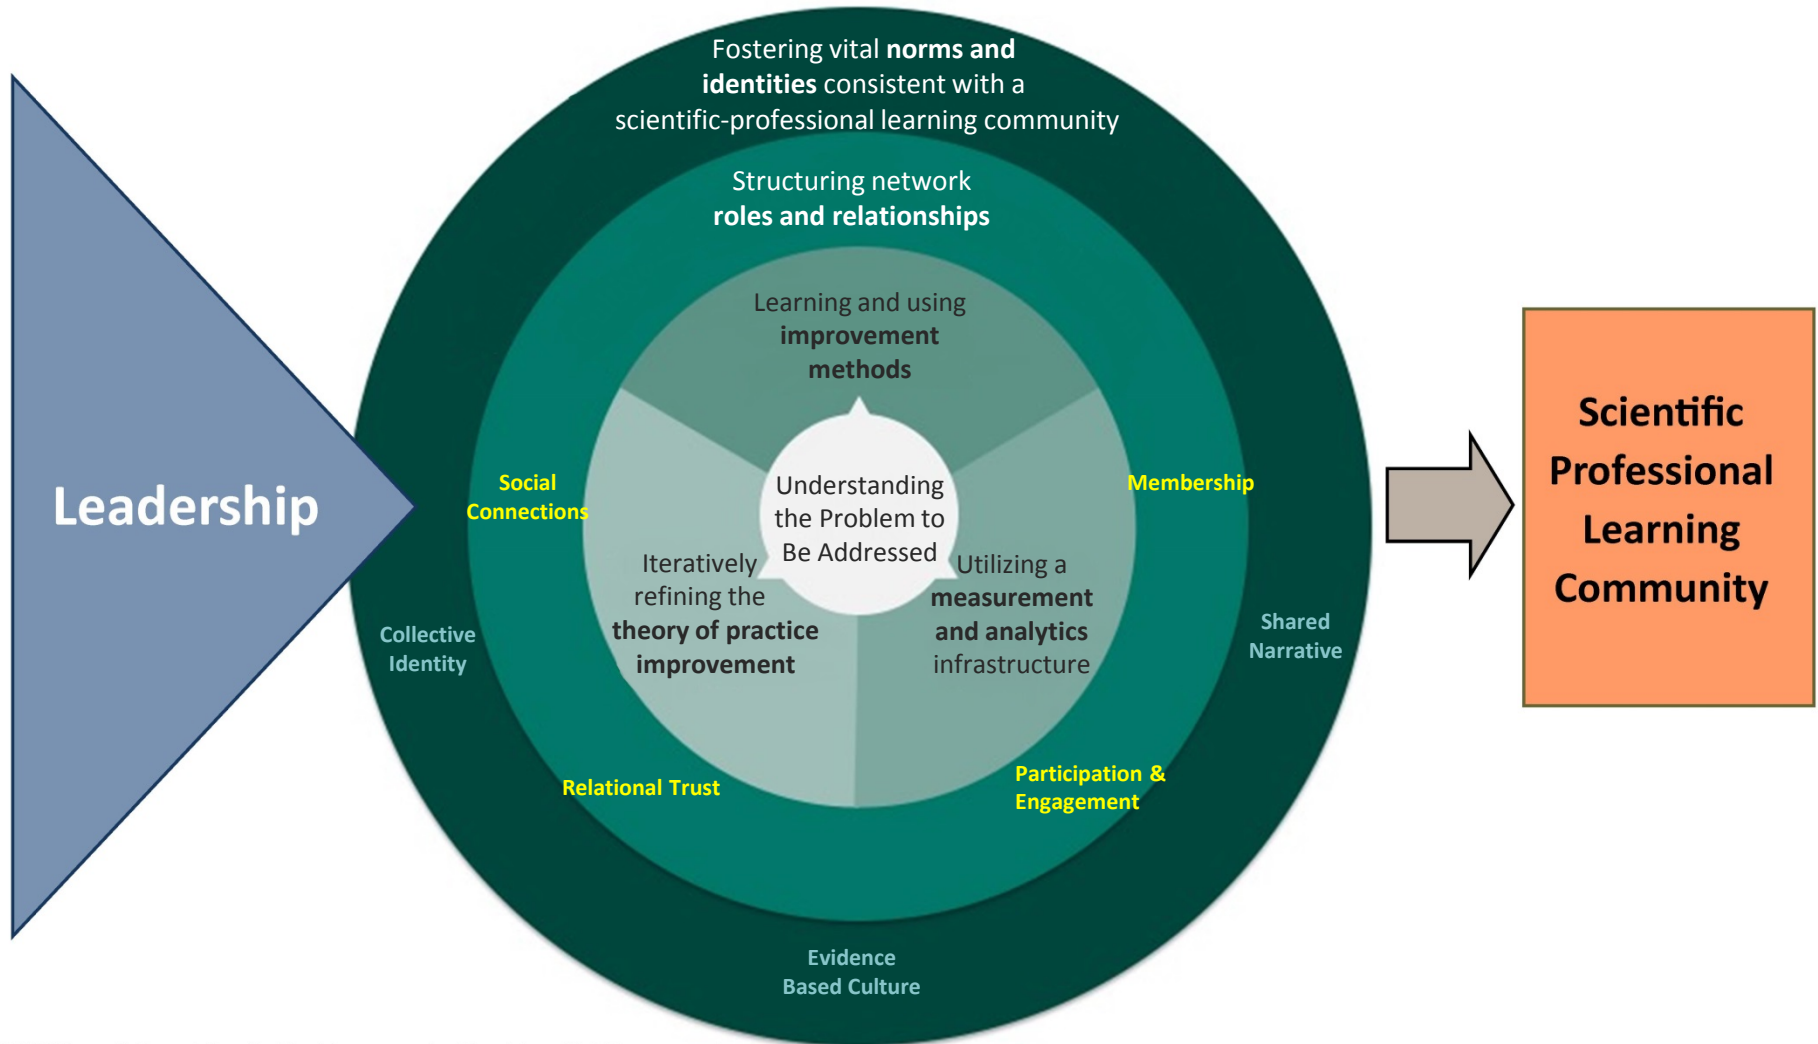 Fostering vital norms and
identities consistent with a
scientific-professional learning community
Structuring network
roles and relationships
Learning and using
improvement
methods
Leadership
Social
Connections
Understanding
the Problem to
Be Addressed
Membership
Iteratively
refining the
theory of practice
improvement
Utilizing a
measurement
and analytics
infrastructure
Collective
Identity
Shared
Narrative
Relational Trust
Participation &
Engagement
Evidence
Based Culture
Scientific
Professional
Learning
Community